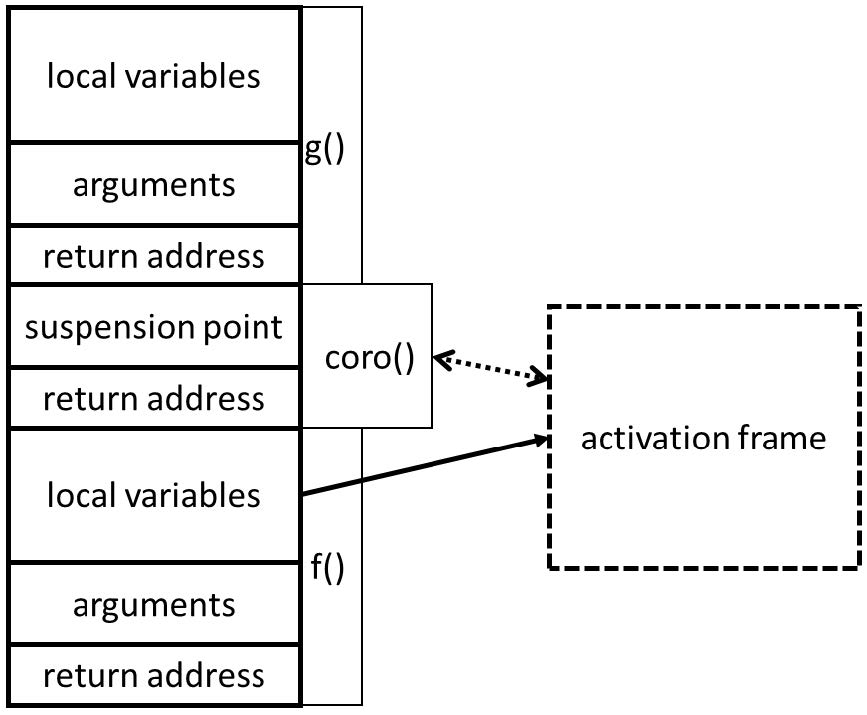 local variables
g()
arguments
return address
suspension point
coro()
return address
activation frame
local variables
f()
arguments
return address